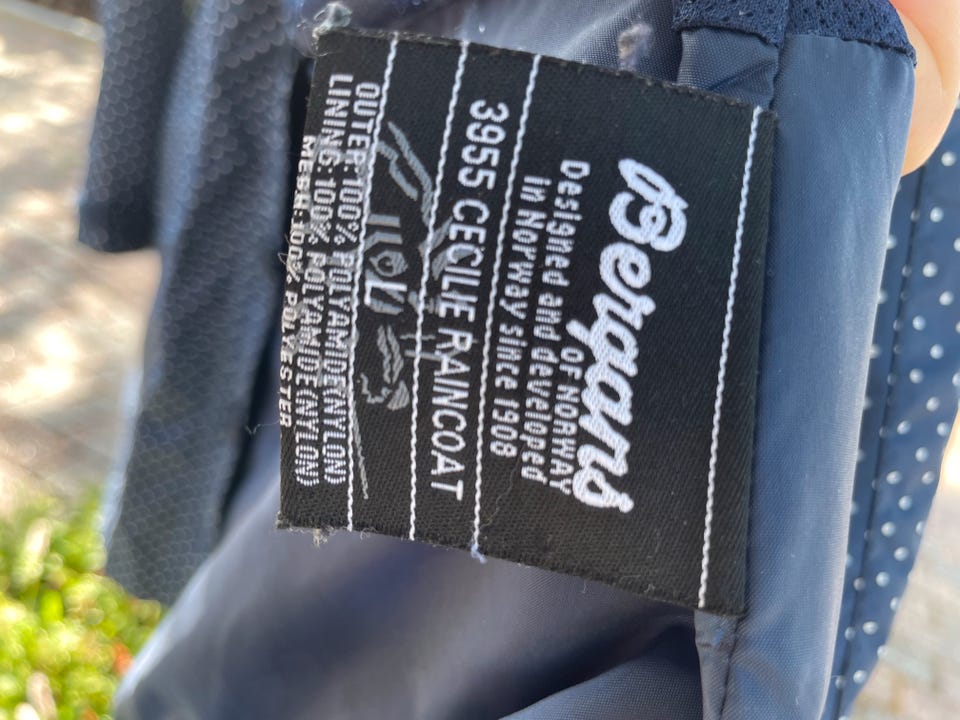 Bergans
OF NORWAY
Designed and developed
in Norway since 1908
3955 CECILIE RAINCOAT
OUTER: 100% POLYAMIDE(NYLON)
LINING: 100% POLYAMIDE(NYLON)
MESH: 100% POLYESTER